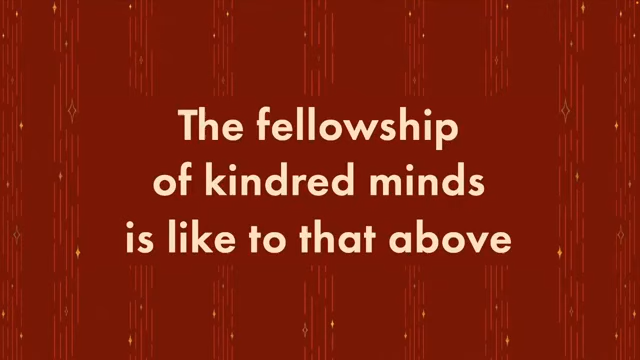 The fellowship
of kindred minds
is like to that above